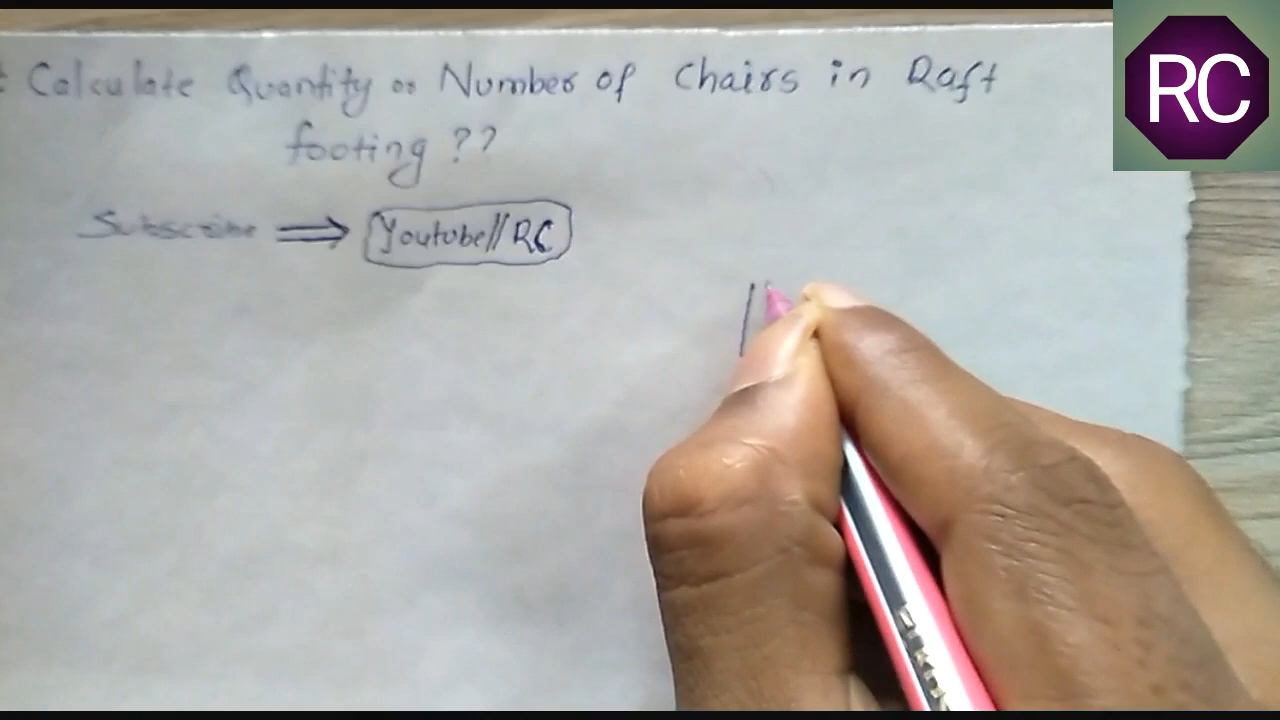 : Calculate Quantity or Number of Chairs in Raft
footing ??
Subscribe ⟹ Youtube//RC
RC